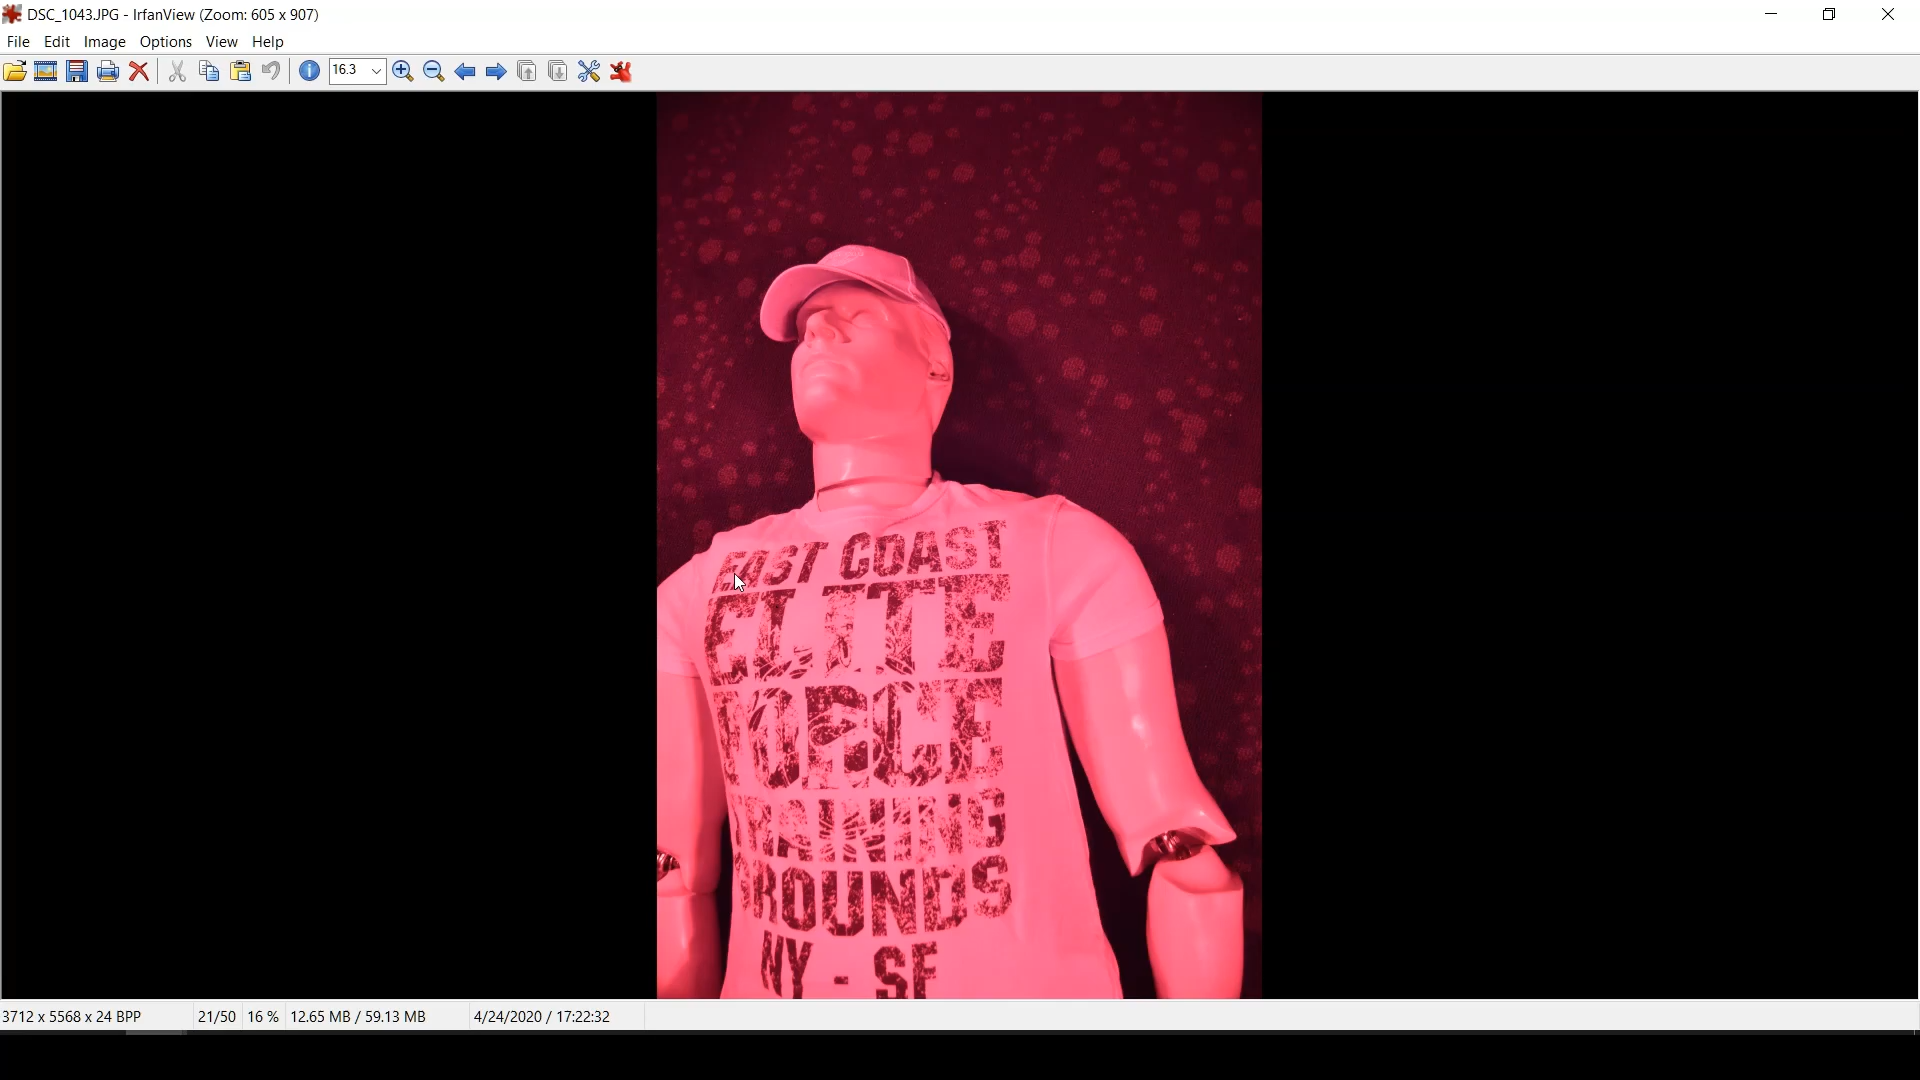 DSC_1043.JPG - IrfanView (Zoom: 605 x 907)
File Edit Image Options View Help
16.3
EAST COAST
ELITE
FORCE
TRAINING
GROUNDS
NY - SF
3712 x 5568 x 24 BPP 21/50 16 % 12.65 MB / 59.13 MB 4/24/2020 / 17:22:32